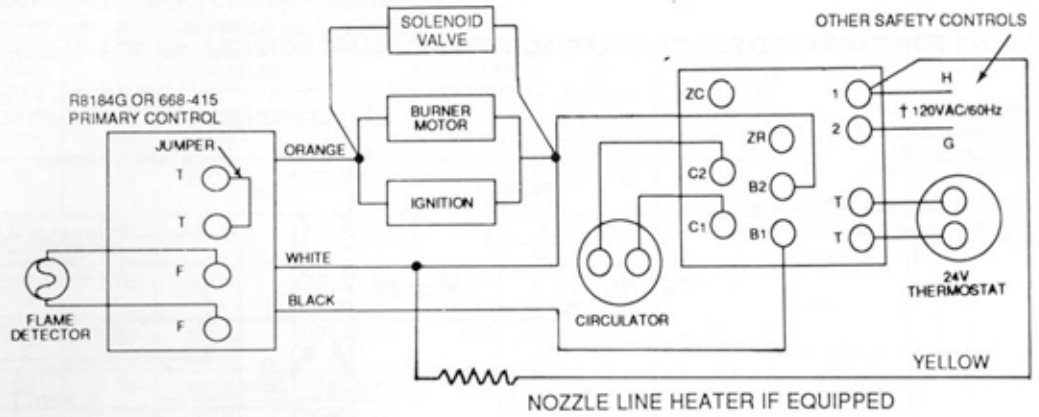 SOLENOID
VALVE
OTHER SAFETY CONTROLS
R8184G OR 668-415
PRIMARY CONTROL
JUMPER
T
T
F
F
FLAME
DETECTOR
ORANGE
WHITE
BLACK
BURNER
MOTOR
IGNITION
CIRCULATOR
ZC
ZR
C2
C1
B2
B1
1
2
T
T
H
† 120VAC/60Hz
G
24V
THERMOSTAT
YELLOW
NOZZLE LINE HEATER IF EQUIPPED